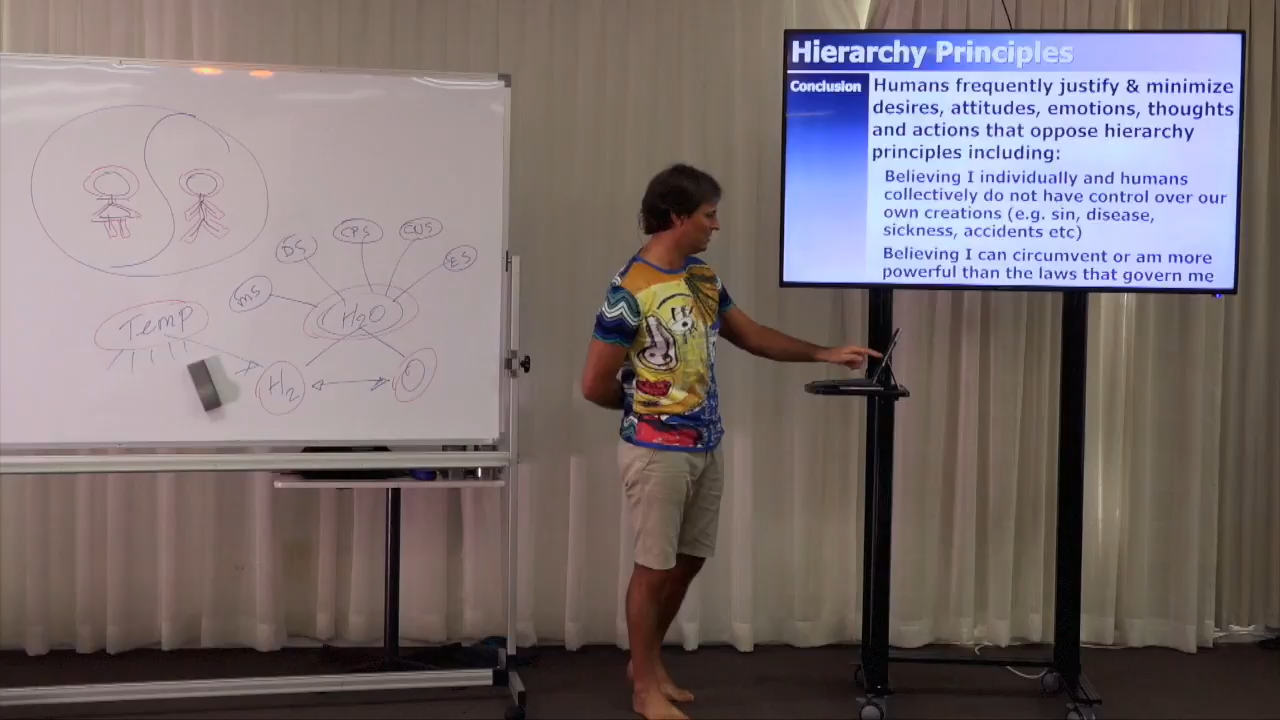 DS
CPS
CUS
ES
MS
H2O
Temp
H2
O
Hierarchy Principles
Conclusion
Humans frequently justify & minimize
desires, attitudes, emotions, thoughts
and actions that oppose hierarchy
principles including:
Believing I individually and humans
collectively do not have control over our
own creations (e.g. sin, disease,
sickness, accidents etc)
Believing I can circumvent or am more
powerful than the laws that govern me